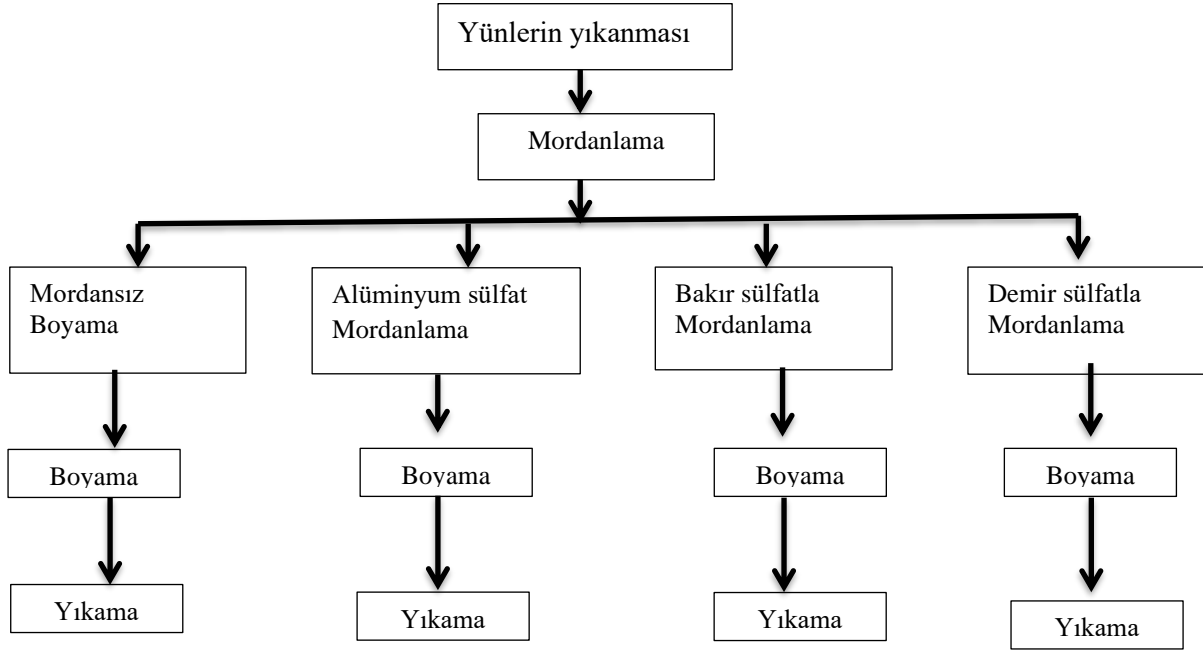 Yünlerin yıkanması
Mordanlama
Mordansız
Boyama
Alüminyum sülfat
Mordanlama
Bakır sülfatla
Mordanlama
Demir sülfatla
Mordanlama
Boyama
Boyama
Boyama
Boyama
Yıkama
Yıkama
Yıkama
Yıkama